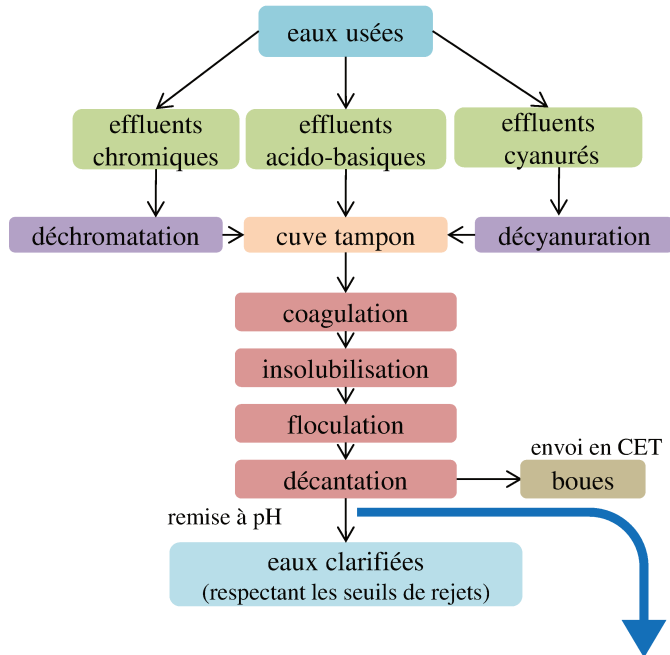 eaux usées
effluents
chromiques
effluents
acido-basiques
effluents
cyanurés
déchromatation
cuve tampon
décyanuration
coagulation
insolubilisation
floculation
envoi en CET
décantation
boues
remise à pH
eaux clarifiées
(respectant les seuils de rejets)